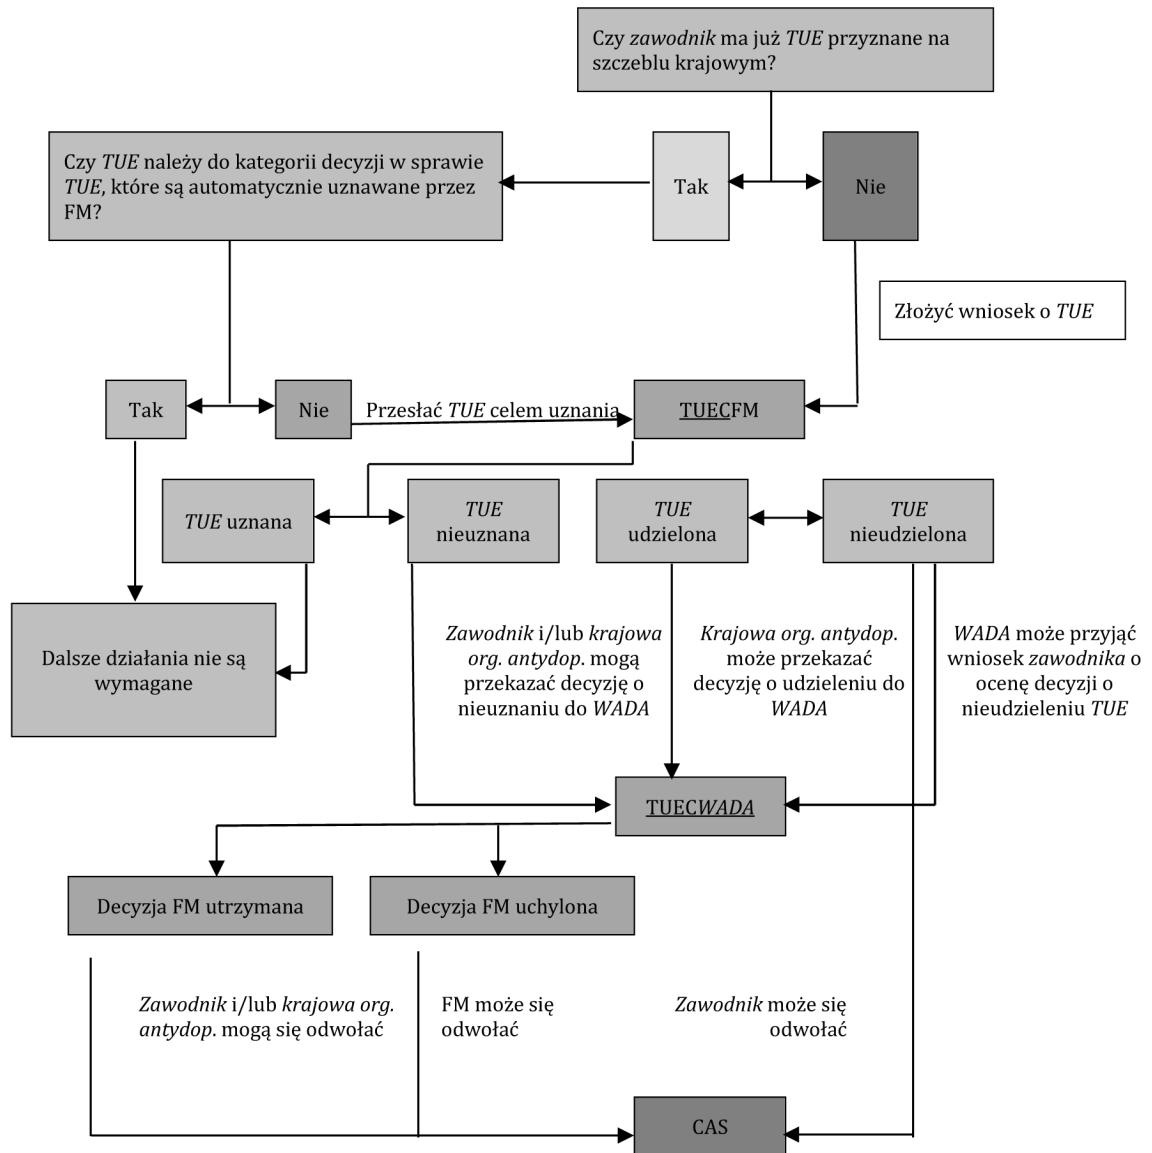 Czy zawodnik ma już TUE przyznane na
szczeblu krajowym?
Czy TUE należy do kategorii decyzji w sprawie
TUE, które są automatycznie uznawane przez
FM?
Tak
Nie
Złożyć wniosek o TUE
Tak
Nie
Przesłać TUE celem uznania
TUECFM
TUE uznana
TUE
nieuznana
TUE
udzielona
TUE
nieudzielona
Dalsze działania nie są
wymagane
Zawodnik i/lub krajowa
org. antydop. mogą
przekazać decyzję o
nieuznaniu do WADA
Krajowa org. antydop.
może przekazać
decyzję o udzieleniu do
WADA
WADA może przyjąć
wniosek zawodnika o
ocenę decyzji o
nieudzieleniu TUE
TUECWADA
Decyzja FM utrzymana
Decyzja FM uchylona
Zawodnik i/lub krajowa org.
antydop. mogą się odwołać
FM może się
odwołać
Zawodnik może się
odwołać
CAS